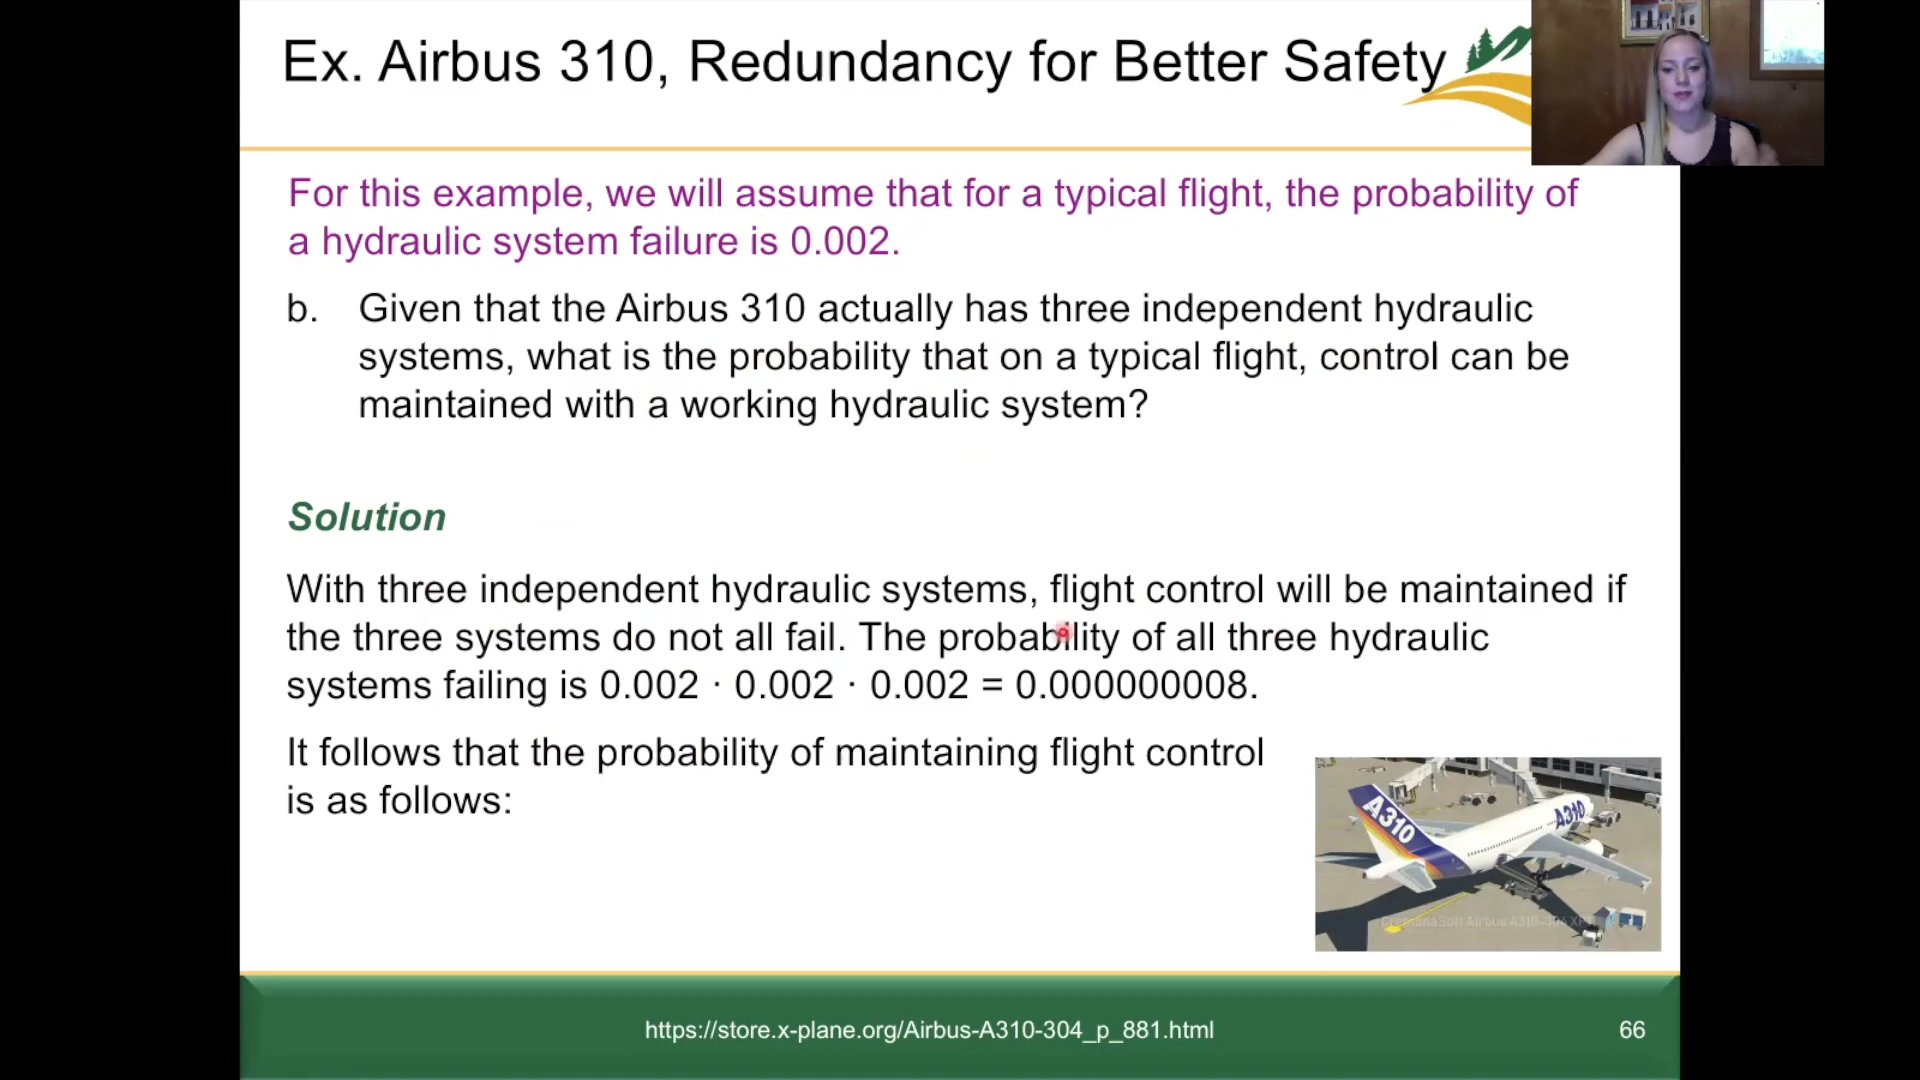 Ex. Airbus 310, Redundancy for Better Safety
For this example, we will assume that for a typical flight, the probability of
a hydraulic system failure is 0.002.
b. Given that the Airbus 310 actually has three independent hydraulic
systems, what is the probability that on a typical flight, control can be
maintained with a working hydraulic system?
Solution
With three independent hydraulic systems, flight control will be maintained if
the three systems do not all fail. The probability of all three hydraulic
systems failing is 0.002 · 0.002 · 0.002 = 0.000000008.
It follows that the probability of maintaining flight control
is as follows:
A310
A310
https://store.x-plane.org/Airbus-A310-304_p_881.html
66